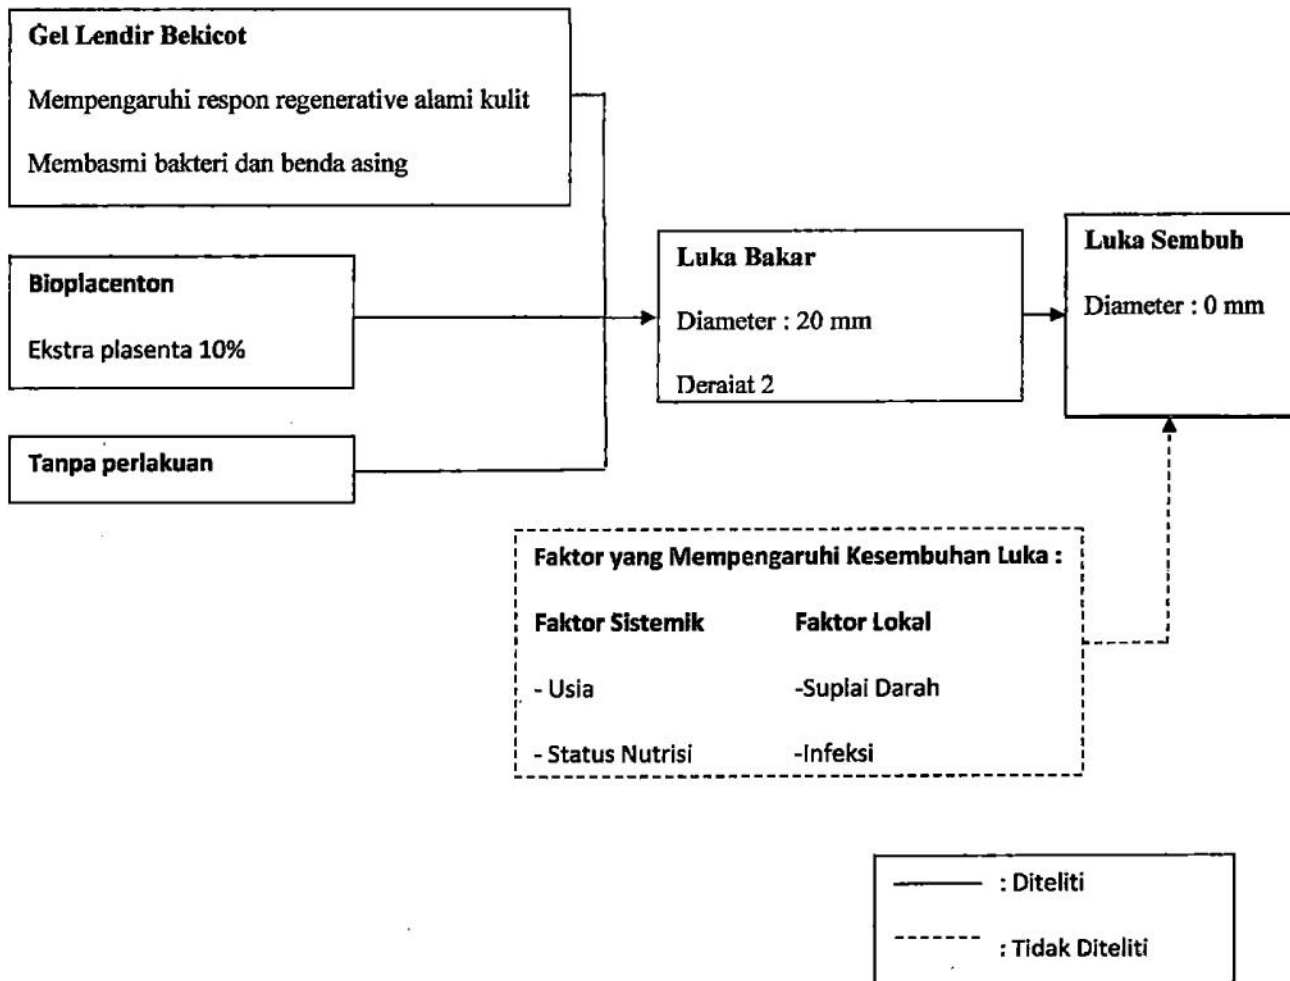 Gel Lendir Bekicot
Mempengaruhi respon regenerative alami kulit
Membasmi bakteri dan benda asing
Bioplacenton
Ekstra plasenta 10%
Tanpa perlakuan
Luka Bakar
Diameter : 20 mm
Deraiat 2
Luka Sembuh
Diameter : 0 mm
Faktor yang Mempengaruhi Kesembuhan Luka :
Faktor Sistemik Faktor Lokal
- Usia -Suplai Darah
- Status Nutrisi -Infeksi
: Diteliti
: Tidak Diteliti